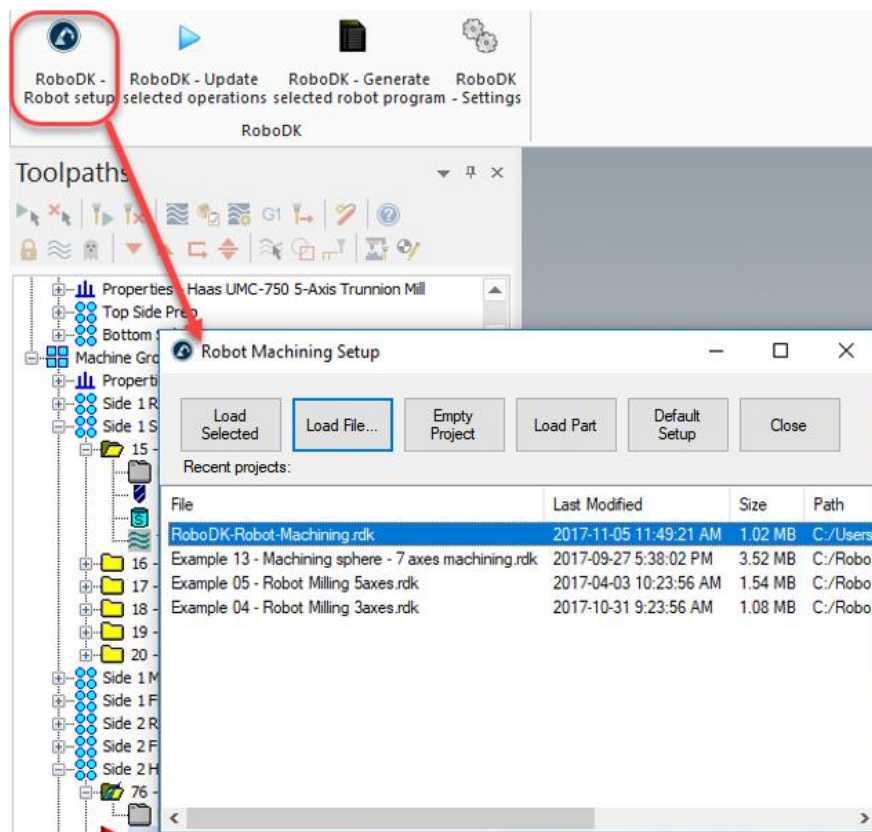 RoboDK -
Robot setup
RoboDK - Update
selected operations
RoboDK - Generate
selected robot program
RoboDK
- Settings
RoboDK
Toolpaths
G1
Properties - Haas UMC-750 5-Axis Trunnion Mill
Top Side Prep
Bottom
Machine Gro
Properti
Side 1 R
Side 1 S
15 -
16 -
17 -
18 -
19 -
20 -
Side 1 M
Side 1 F
Side 2 R
Side 2 F
Side 2 H
76 -
Robot Machining Setup
Load
Selected
Load File...
Empty
Project
Load Part
Default
Setup
Close
Recent projects:
File Last Modified Size Path
RoboDK-Robot-Machining.rdk 2017-11-05 11:49:21 AM 1.02 MB C:/Users
Example 13 - Machining sphere - 7 axes machining.rdk 2017-09-27 5:38:02 PM 3.52 MB C:/Robo
Example 05 - Robot Milling 5axes.rdk 2017-04-03 10:23:56 AM 1.54 MB C:/Robo
Example 04 - Robot Milling 3axes.rdk 2017-10-31 9:23:56 AM 1.08 MB C:/Robo